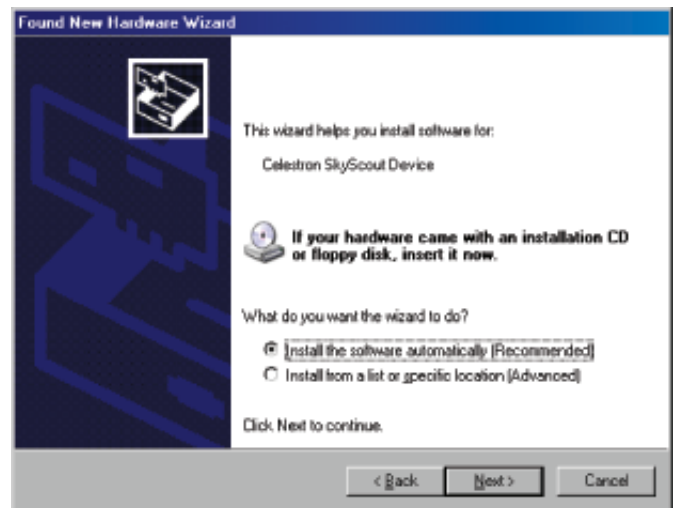 Found New Hardware Wizard
This wizard helps you install software for:
Celestron SkyScout Device
If your hardware came with an installation CD
or floppy disk, insert it now.
What do you want the wizard to do?
Install the software automatically (Recommended)
Install from a list or specific location (Advanced)
Click Next to continue.
< Back
Next >
Cancel